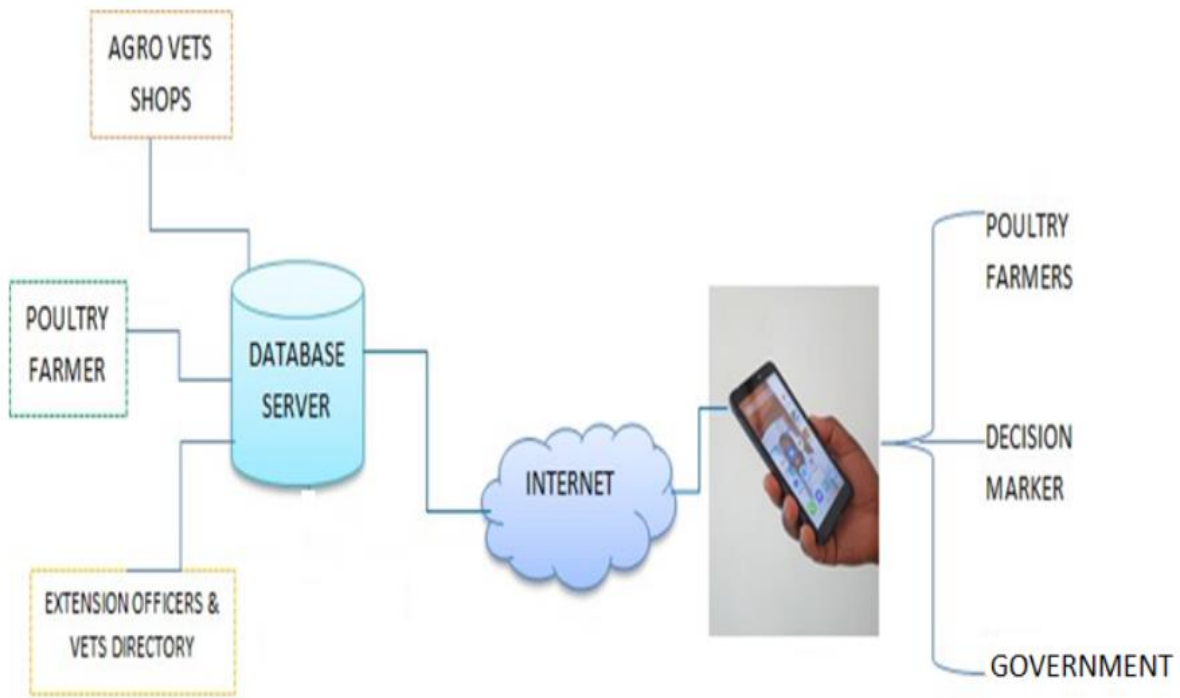 AGRO VETS
SHOPS
POULTRY
FARMER
DATABASE
SERVER
EXTENSION OFFICERS &
VETS DIRECTORY
INTERNET
POULTRY
FARMERS
DECISION
MARKER
GOVERNMENT